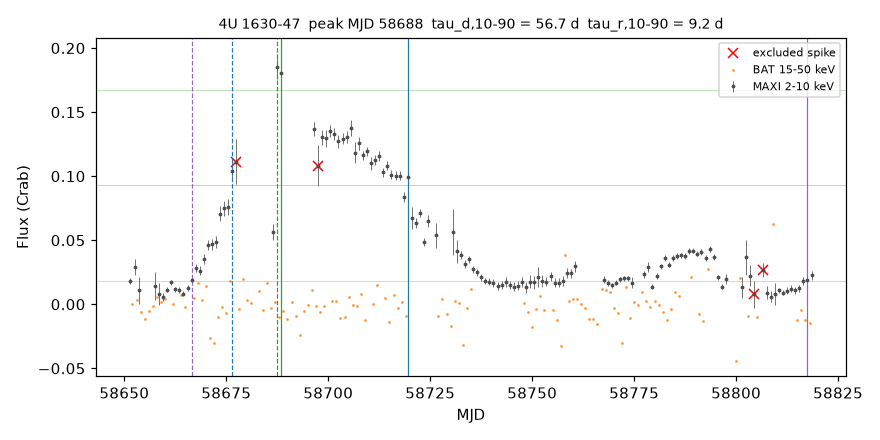 4U 1630-47  peak MJD 58688  tau_d,10-90 = 56.7 d  tau_r,10-90 = 9.2 d
excluded spike
BAT 15-50 keV
MAXI 2-10 keV
0.20
0.15
0.10
0.05
0.00
−0.05
Flux (Crab)
58650
58675
58700
58725
58750
58775
58800
58825
MJD